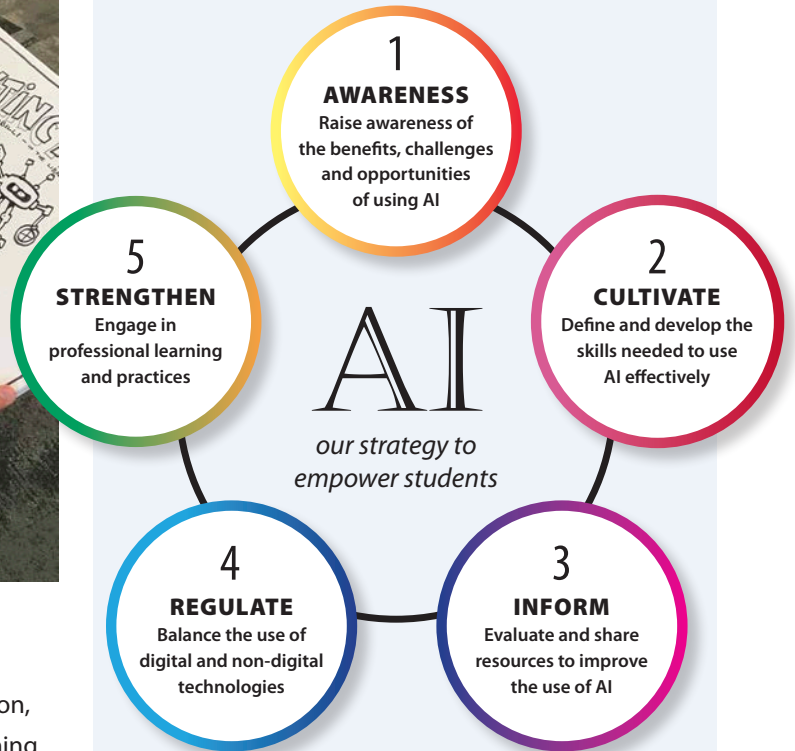 1
AWARENESS
Raise awareness of
the benefits, challenges
and opportunities
of using AI
2
CULTIVATE
Define and develop the
skills needed to use
AI effectively
3
INFORM
Evaluate and share
resources to improve
the use of AI
4
REGULATE
Balance the use of
digital and non-digital
technologies
5
STRENGTHEN
Engage in
professional learning
and practices
AI
our strategy to
empower students